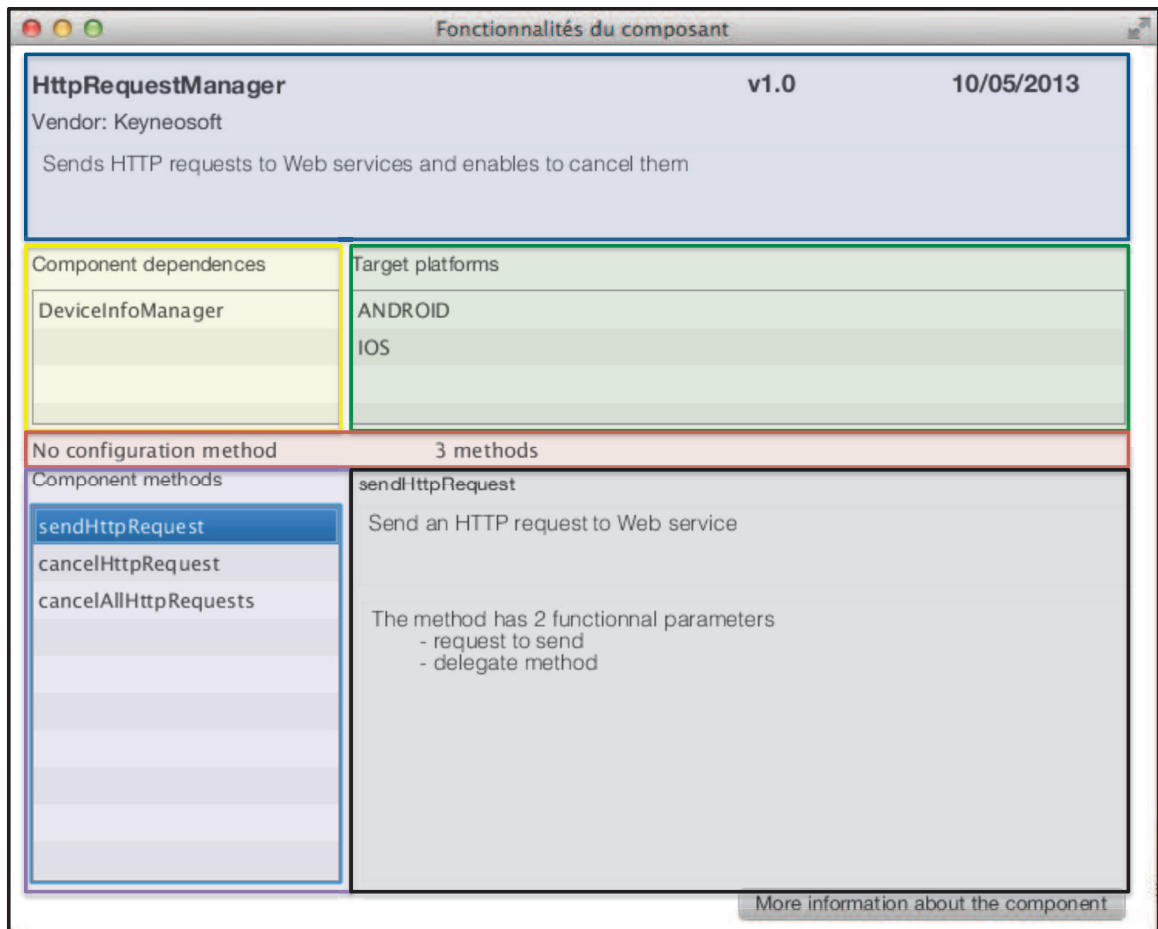 Fonctionnalités du composant
HttpRequestManager v1.0 10/05/2013
Vendor: Keyneosoft
Sends HTTP requests to Web services and enables to cancel them
Component dependences Target platforms
DeviceInfoManager ANDROID
IOS
No configuration method 3 methods
Component methods sendHttpRequest
sendHttpRequest Send an HTTP request to Web service
cancelHttpRequest
cancelAllHttpRequests
The method has 2 functionnal parameters
- request to send
- delegate method
More information about the component